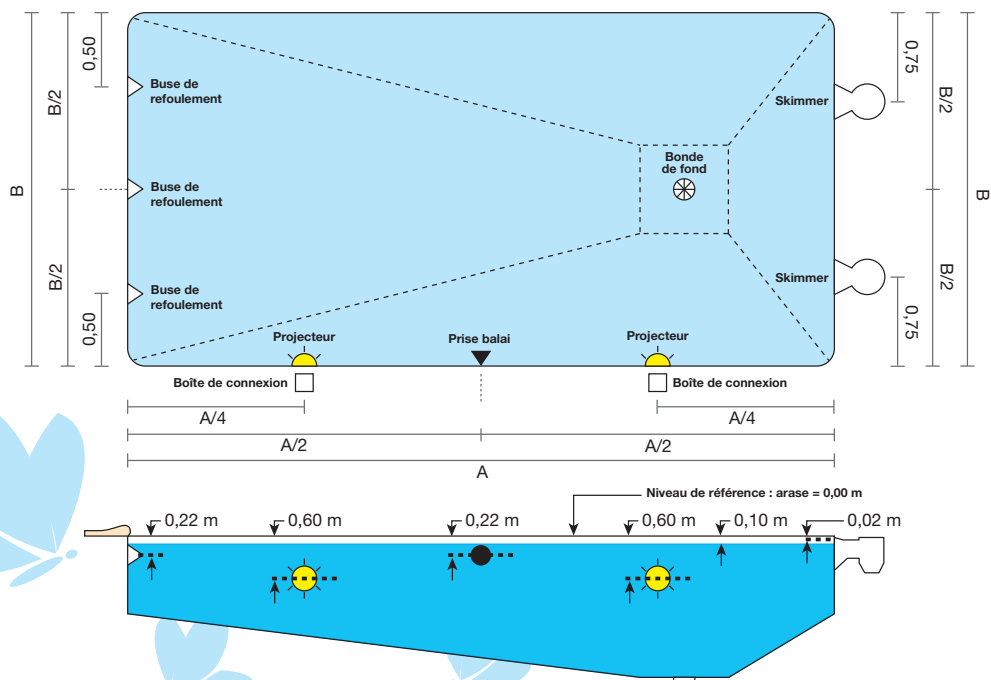 0,50
0,75
B/2
B/2
Buse de
refoulement
Skimmer
B
Bonde
de fond
B
Buse de
refoulement
B/2
B/2
Skimmer
Buse de
refoulement
0,50
0,75
Projecteur
Prise balai
Projecteur
Boîte de connexion
Boîte de connexion
A/4
A/4
A/2
A/2
A
Niveau de référence : arase = 0,00 m
0,22 m
0,60 m
0,22 m
0,60 m
0,10 m
0,02 m